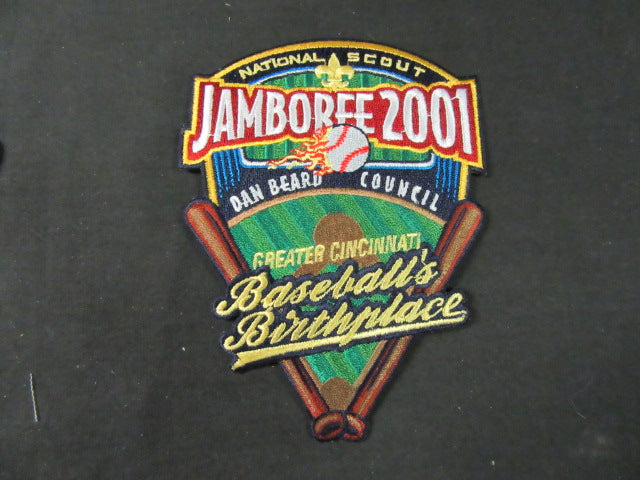 NATIONAL SCOUT
JAMBOREE 2001
DAN BEARD COUNCIL
GREATER CINCINNATI
Baseball's
Birthplace